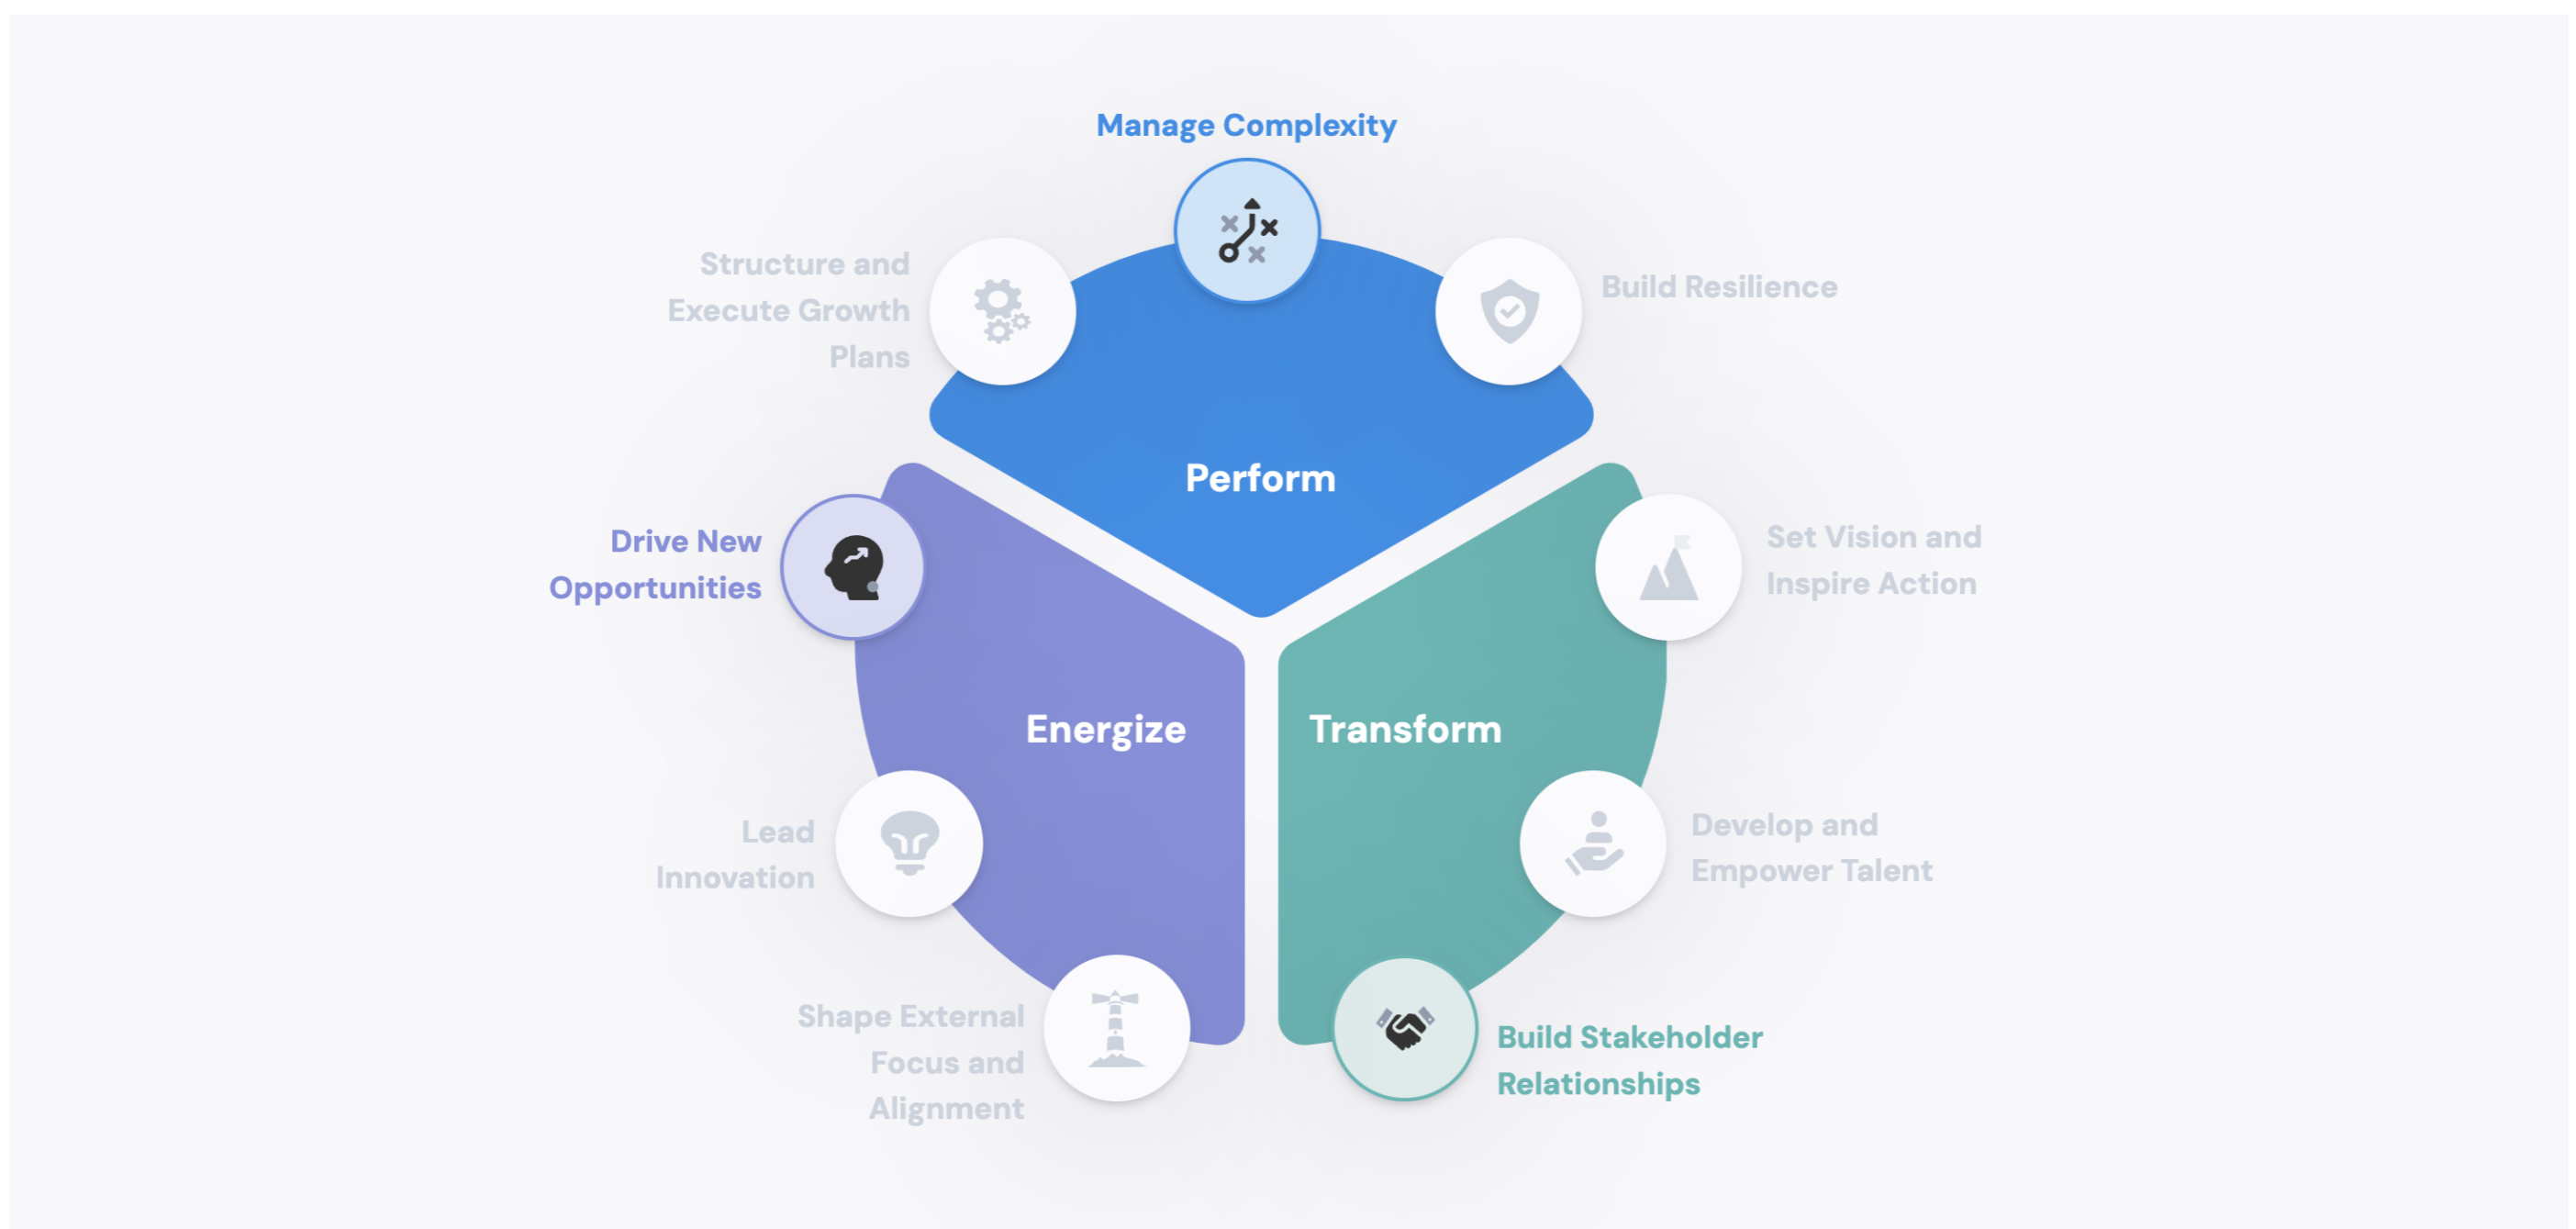 Manage Complexity
Structure and
Execute Growth
Plans
Build Resilience
Perform
Drive New
Opportunities
Set Vision and
Inspire Action
Energize
Transform
Lead
Innovation
Develop and
Empower Talent
Shape External
Focus and
Alignment
Build Stakeholder
Relationships